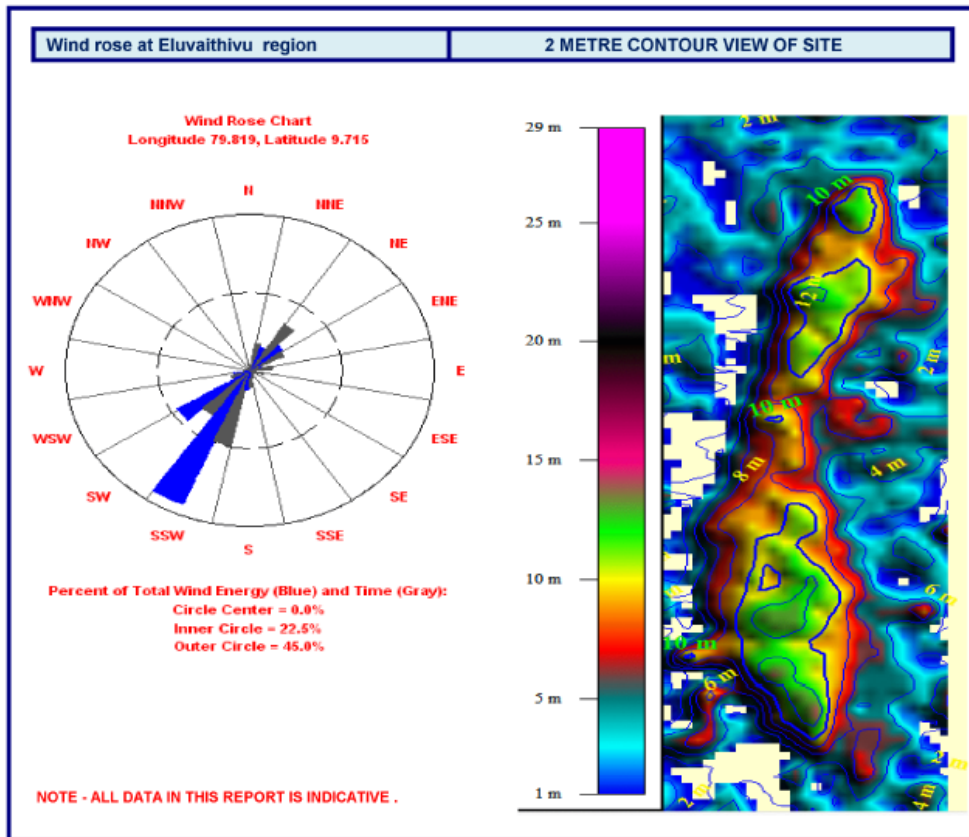 Wind rose at Eluvaithivu region
2 METRE CONTOUR VIEW OF SITE
Wind Rose Chart
Longitude 79.819, Latitude 9.715
N
NNE
NE
ENE
E
ESE
SE
SSE
S
SSW
SW
WSW
W
WNW
NW
NNW
Percent of Total Wind Energy (Blue) and Time (Gray):
Circle Center = 0.0%
Inner Circle = 22.5%
Outer Circle = 45.0%
NOTE - ALL DATA IN THIS REPORT IS INDICATIVE .
29 m
25 m
20 m
15 m
10 m
5 m
1 m
2 m
10 m
12 m
2 m
10 m
8 m
4 m
6 m
10 m
6 m
2 m
2 m
4 m